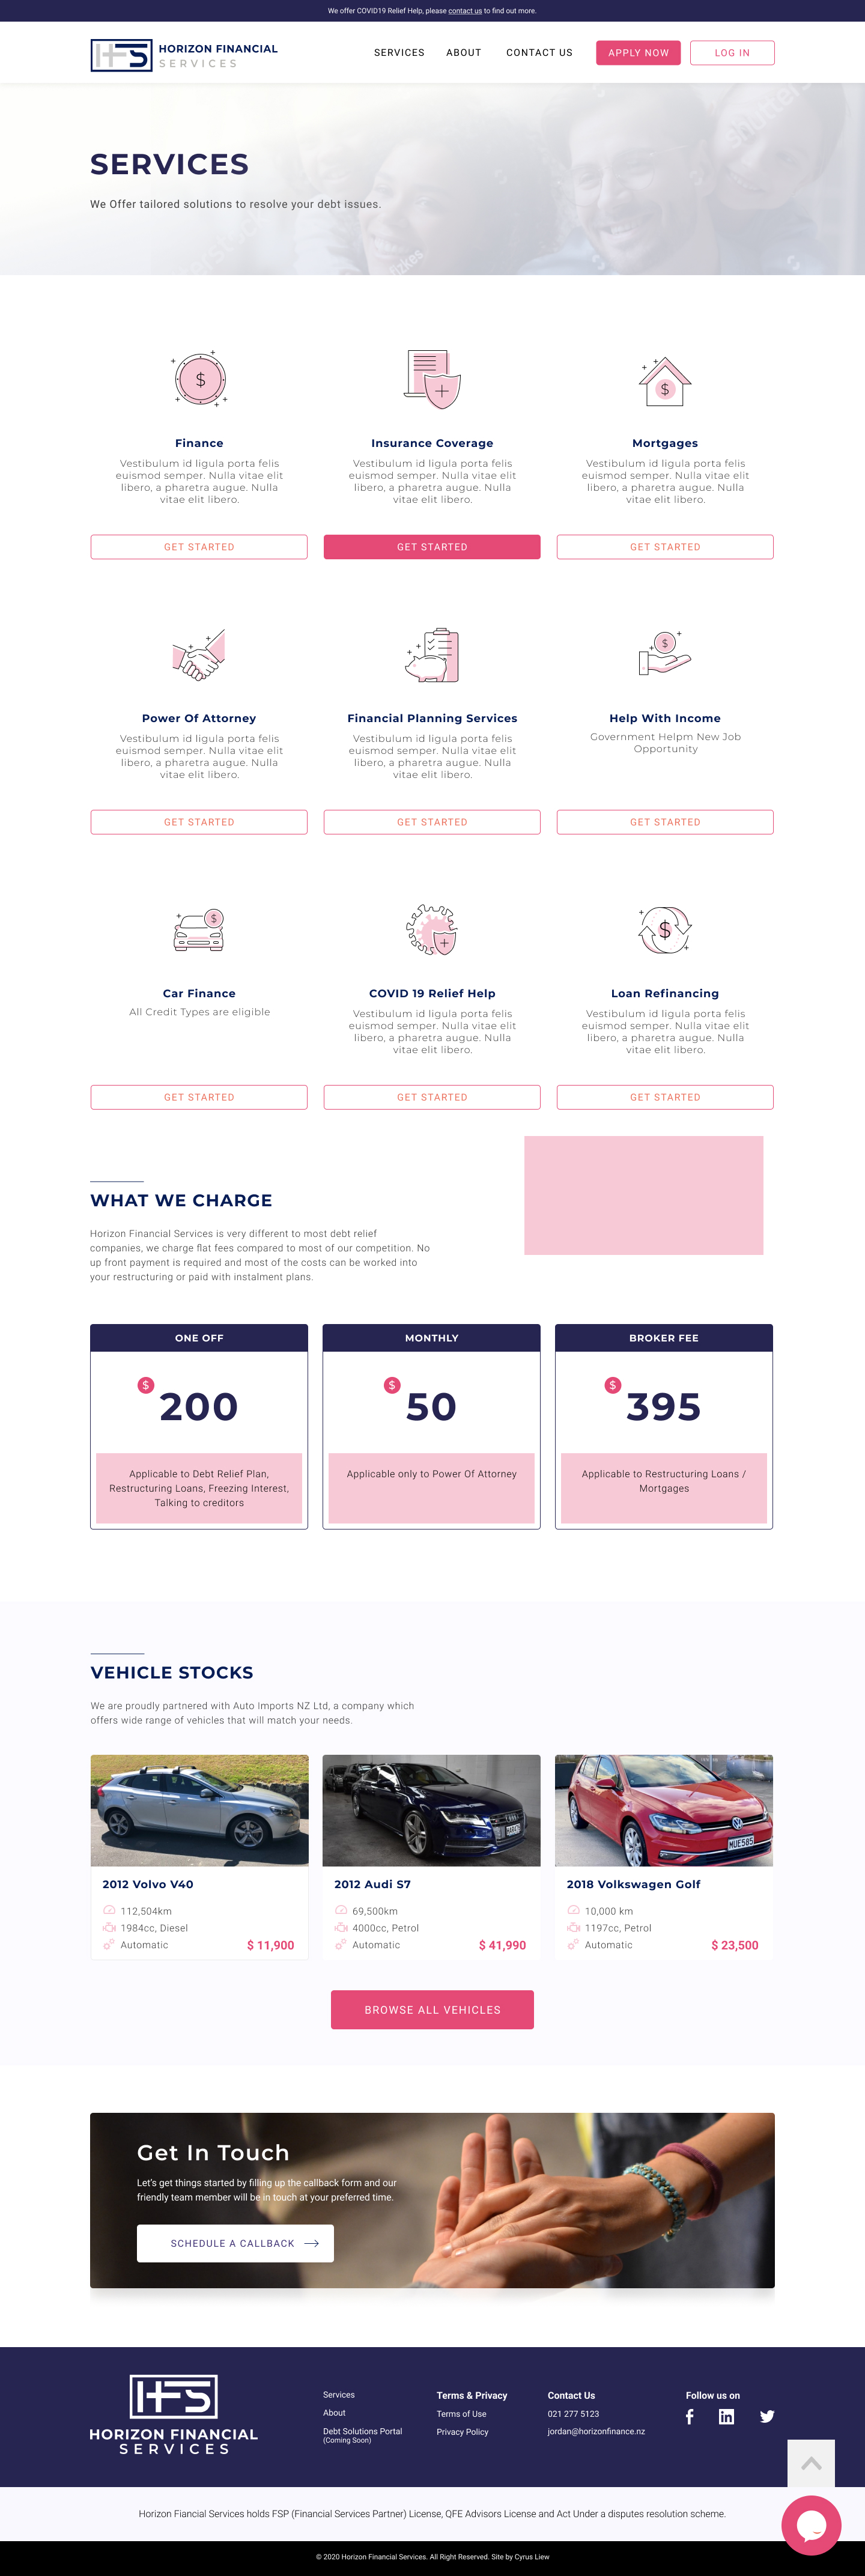 We offer COVID19 Relief Help, please contact us to find out more.
HFS HORIZON FINANCIAL
SERVICES
SERVICES ABOUT CONTACT US APPLY NOW LOG IN
SERVICES
We Offer tailored solutions to resolve your debt issues.
$
$
Finance
Vestibulum id ligula porta felis
euismod semper. Nulla vitae elit
libero, a pharetra augue. Nulla
vitae elit libero.
GET STARTED
Insurance Coverage
Vestibulum id ligula porta felis
euismod semper. Nulla vitae elit
libero, a pharetra augue. Nulla
vitae elit libero.
GET STARTED
Mortgages
Vestibulum id ligula porta felis
euismod semper. Nulla vitae elit
libero, a pharetra augue. Nulla
vitae elit libero.
GET STARTED
$
Power Of Attorney
Vestibulum id ligula porta felis
euismod semper. Nulla vitae elit
libero, a pharetra augue. Nulla
vitae elit libero.
GET STARTED
Financial Planning Services
Vestibulum id ligula porta felis
euismod semper. Nulla vitae elit
libero, a pharetra augue. Nulla
vitae elit libero.
GET STARTED
Help With Income
Government Helpm New Job
Opportunity
GET STARTED
$
$
Car Finance
All Credit Types are eligible
GET STARTED
COVID 19 Relief Help
Vestibulum id ligula porta felis
euismod semper. Nulla vitae elit
libero, a pharetra augue. Nulla
vitae elit libero.
GET STARTED
Loan Refinancing
Vestibulum id ligula porta felis
euismod semper. Nulla vitae elit
libero, a pharetra augue. Nulla
vitae elit libero.
GET STARTED
WHAT WE CHARGE
Horizon Financial Services is very different to most debt relief
companies, we charge flat fees compared to most of our competition. No
up front payment is required and most of the costs can be worked into
your restructuring or paid with instalment plans.
ONE OFF
$ 200
Applicable to Debt Relief Plan,
Restructuring Loans, Freezing Interest,
Talking to creditors
MONTHLY
$ 50
Applicable only to Power Of Attorney
BROKER FEE
$ 395
Applicable to Restructuring Loans /
Mortgages
VEHICLE STOCKS
We are proudly partnered with Auto Imports NZ Ltd, a company which
offers wide range of vehicles that will match your needs.
2012 Volvo V40
112,504km
1984cc, Diesel
Automatic $ 11,900
2012 Audi S7
69,500km
4000cc, Petrol
Automatic $ 41,990
MUE585
2018 Volkswagen Golf
10,000 km
1197cc, Petrol
Automatic $ 23,500
BROWSE ALL VEHICLES
Get In Touch
Let's get things started by filling up the callback form and our
friendly team member will be in touch at your preferred time.
SCHEDULE A CALLBACK
HFS
HORIZON FINANCIAL
SERVICES
Services
About
Debt Solutions Portal
(Coming Soon)
Terms & Privacy
Terms of Use
Privacy Policy
Contact Us
021 277 5123
jordan@horizonfinance.nz
Follow us on
f in
Horizon Fiancial Services holds FSP (Financial Services Partner) License, QFE Advisors License and Act Under a disputes resolution scheme.
© 2020 Horizon Financial Services. All Right Reserved. Site by Cyrus Liew